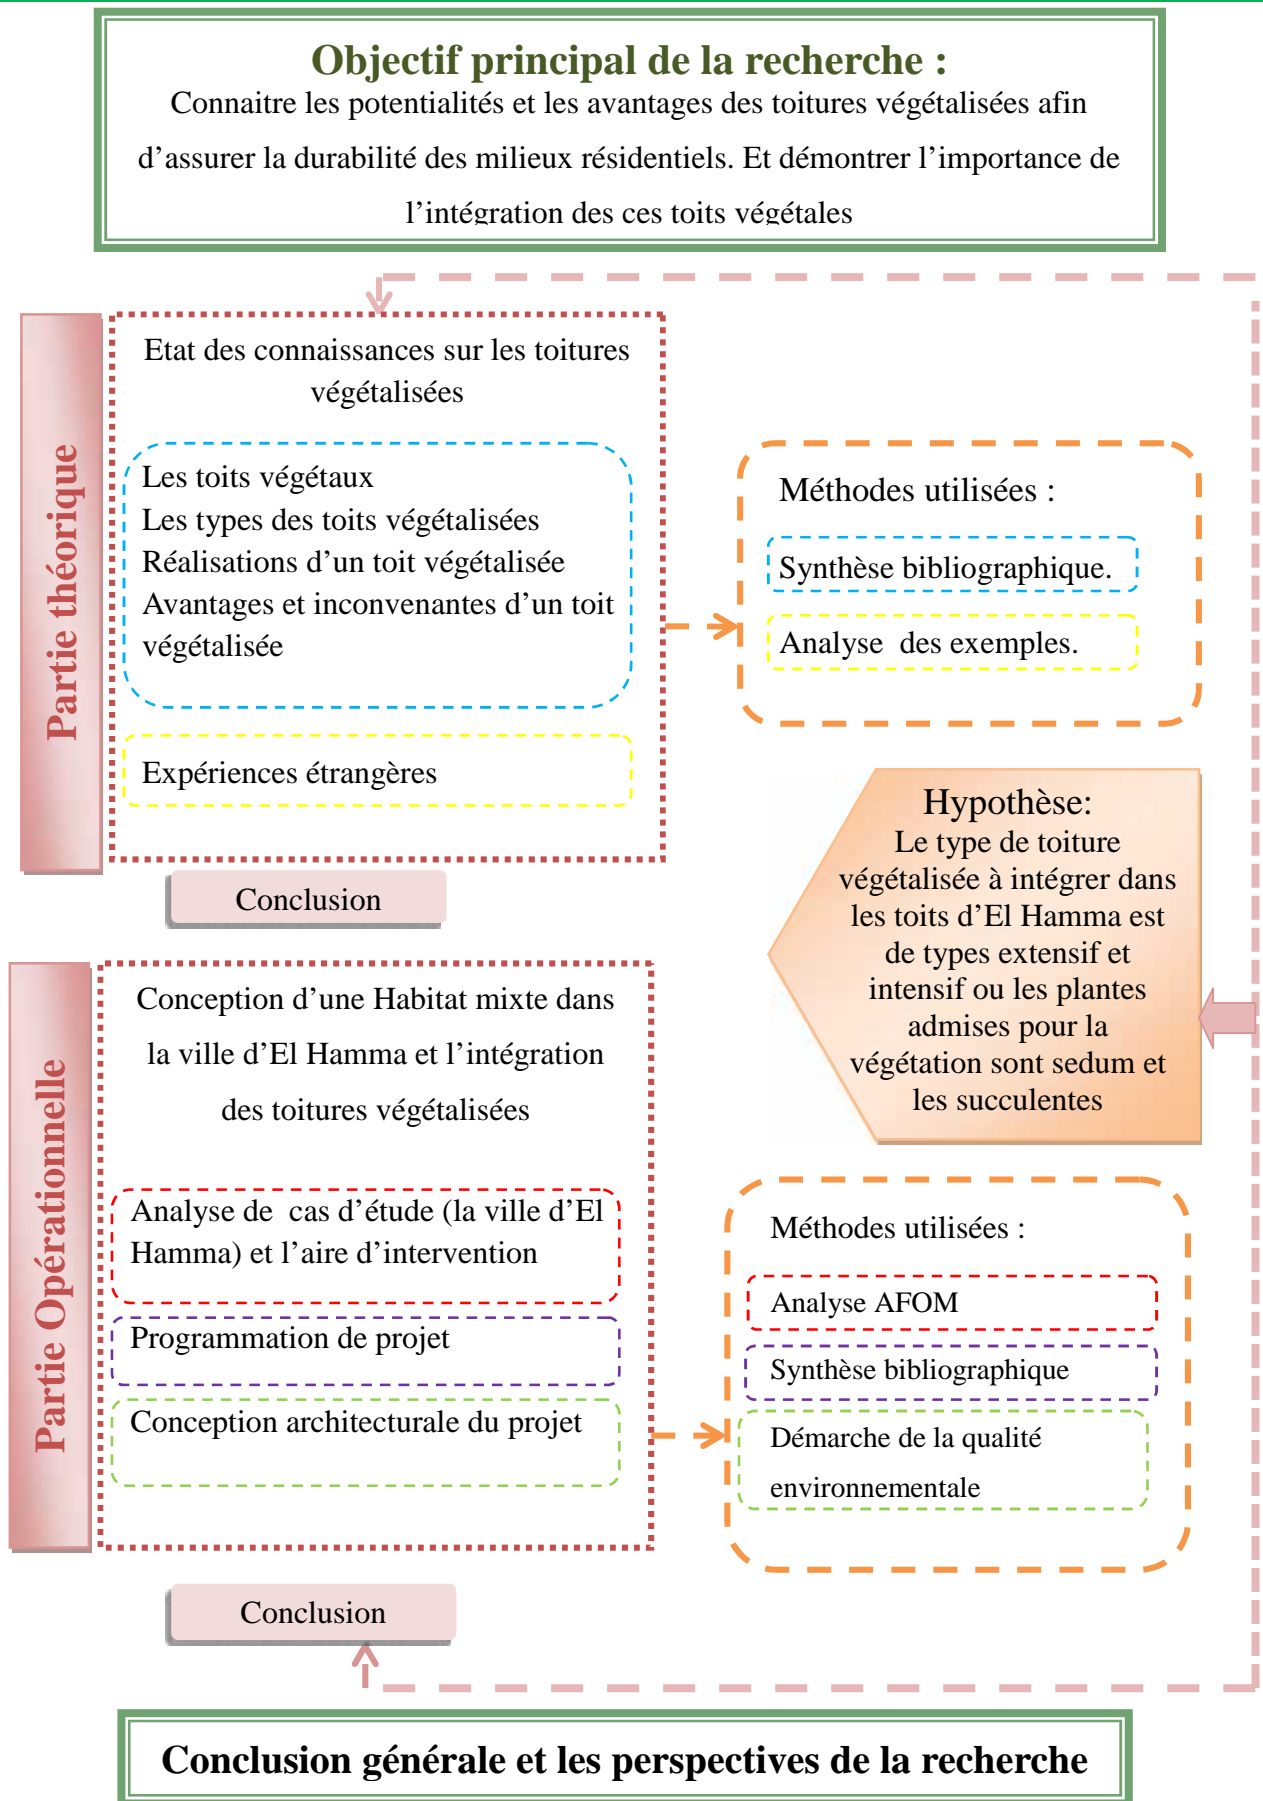 Objectif principal de la recherche :
Connaitre les potentialités et les avantages des toitures végétalisées afin
d’assurer la durabilité des milieux résidentiels. Et démontrer l’importance de
l’intégration des ces toits végétales
Partie théorique
Etat des connaissances sur les toitures
végétalisées
Les toits végétaux
Les types des toits végétalisées
Réalisations d’un toit végétalisée
Avantages et inconvenantes d’un toit
végétalisée
Expériences étrangères
Méthodes utilisées :
Synthèse bibliographique.
Analyse  des exemples.
Conclusion
Hypothèse:
Le type de toiture
végétalisée à intégrer dans
les toits d’El Hamma est
de types extensif et
intensif ou les plantes
admises pour la
végétation sont sedum et
les succulentes
Partie Opérationnelle
Conception d’une Habitat mixte dans
la ville d’El Hamma et l’intégration
des toitures végétalisées
Analyse de  cas d’étude (la ville d’El
Hamma) et l’aire d’intervention
Programmation de projet
Conception architecturale du projet
Méthodes utilisées :
Analyse AFOM
Synthèse bibliographique
Démarche de la qualité
environnementale
Conclusion
Conclusion générale et les perspectives de la recherche